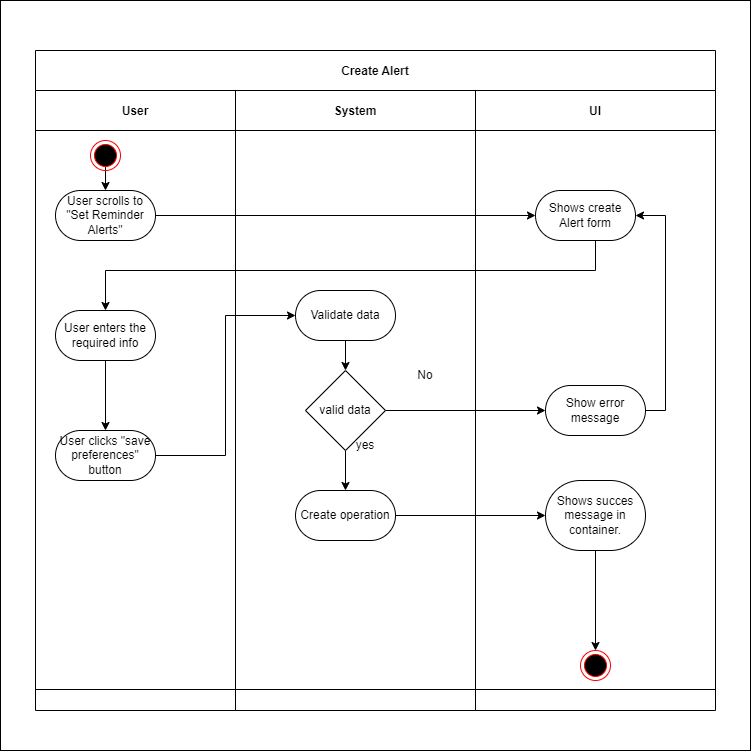 Create Alert
User
System
UI
User scrolls to
"Set Reminder
Alerts"
Shows create
Alert form
User enters the
required info
Validate data
No
valid data
Show error
message
User clicks "save
preferences"
button
yes
Create operation
Shows succes
message in
container.